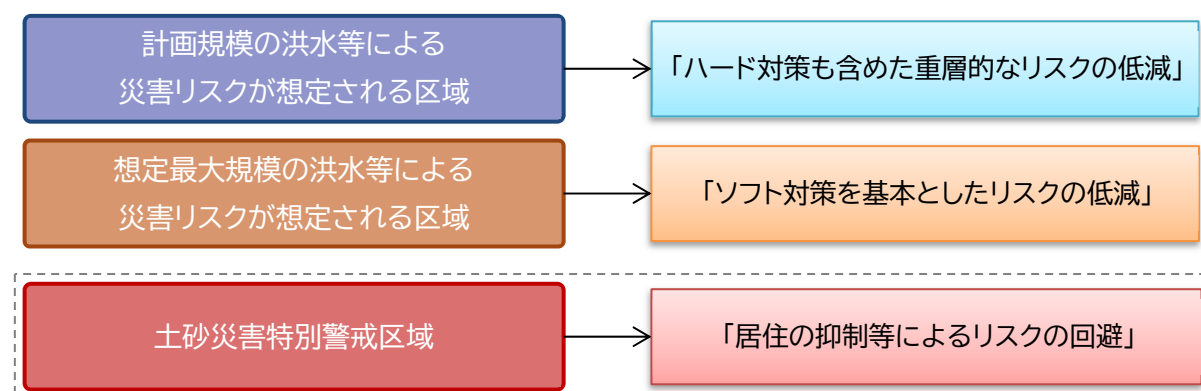 計画規模の洪水等による
災害リスクが想定される区域
「ハード対策も含めた重層的なリスクの低減」
想定最大規模の洪水等による
災害リスクが想定される区域
「ソフト対策を基本としたリスクの低減」
土砂災害特別警戒区域
「居住の抑制等によるリスクの回避」